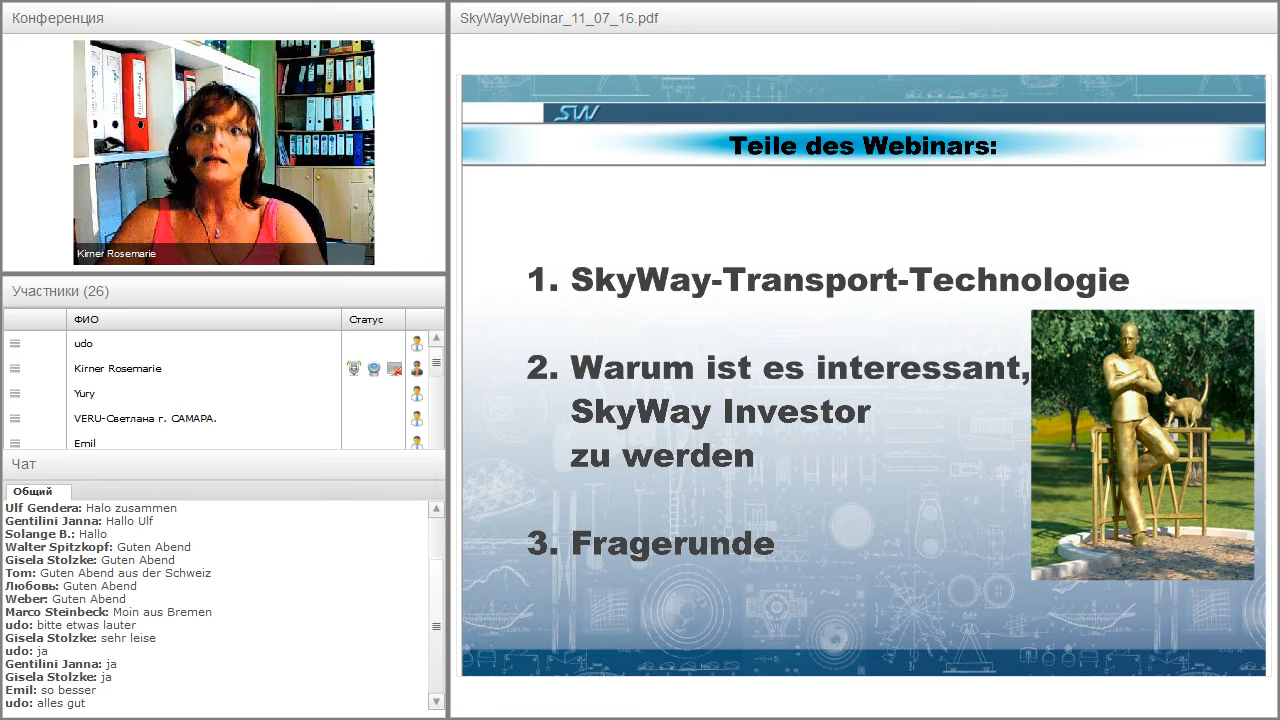 Конференция
Kirner Rosemarie
Участники (26)
ФИО
Статус
udo
Kirner Rosemarie
Yury
VERU-Светлана г. САМАРА.
Emil
Чат
Общий
Ulf Gendera: Halo zusammen
Gentilini Janna: Hallo Ulf
Solange B.: Hallo
Walter Spitzkopf: Guten Abend
Gisela Stolzke: Guten Abend
Tom: Guten Abend aus der Schweiz
Любовь: Guten Abend
Weber: Guten Abend
Marco Steinbeck: Moin aus Bremen
udo: bitte etwas lauter
Gisela Stolzke: sehr leise
udo: ja
Gentilini Janna: ja
Gisela Stolzke: ja
Emil: so besser
udo: alles gut
SkyWayWebinar_11_07_16.pdf
SW
Teile des Webinars:
1. SkyWay-Transport-Technologie
2. Warum ist es interessant,
SkyWay Investor
zu werden
3. Fragerunde